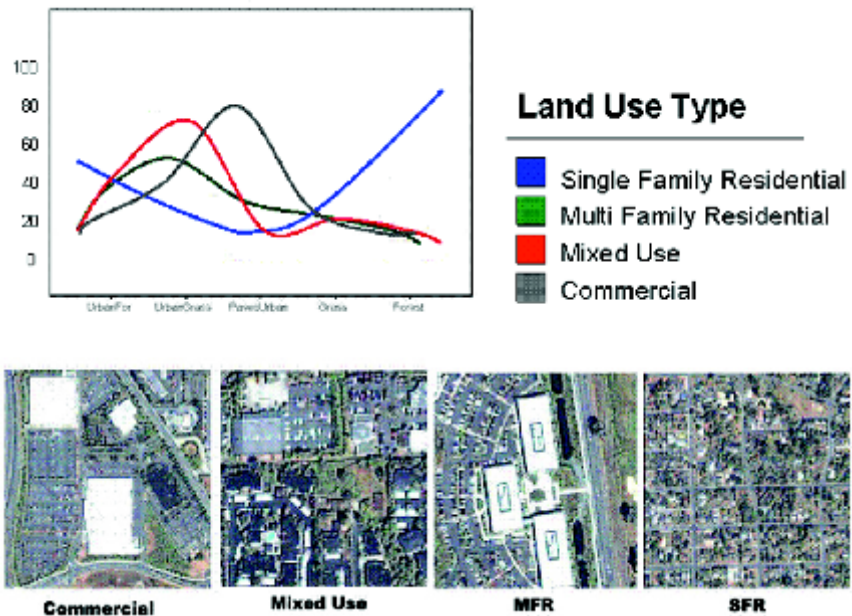 100
80
60
40
20
0
UrbanFor UrbanGrass PavedUrban Grass Forest
Land Use Type
Single Family Residential
Multi Family Residential
Mixed Use
Commercial
Commercial Mixed Use MFR SFR